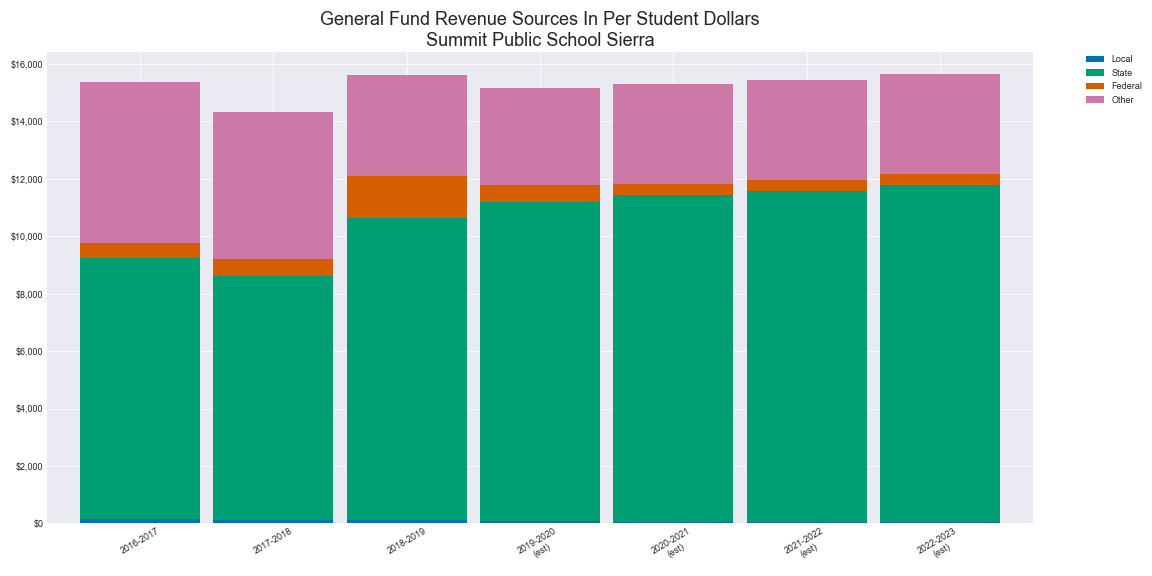 General Fund Revenue Sources In Per Student Dollars
Summit Public School Sierra
Local
State
Federal
Other
$16,000
$14,000
$12,000
$10,000
$8,000
$6,000
$4,000
$2,000
$0
2016-2017
2017-2018
2018-2019
2019-2020
(est)
2020-2021
(est)
2021-2022
(est)
2022-2023
(est)